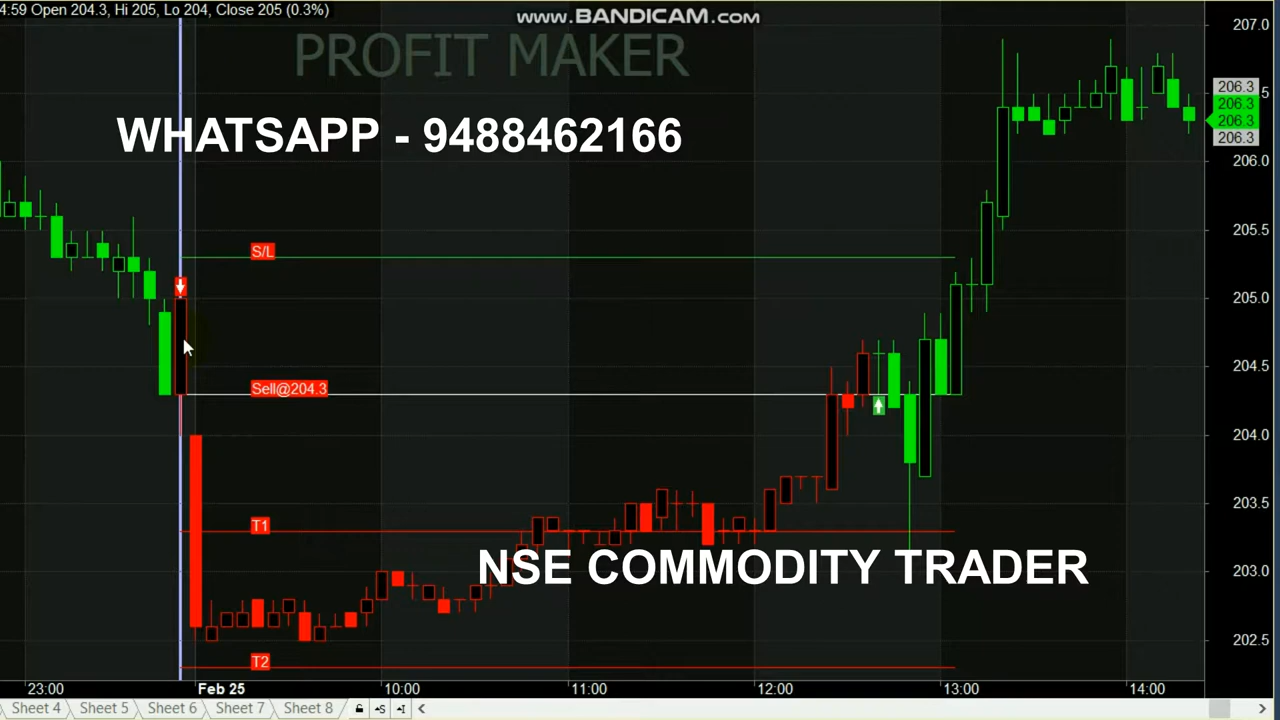 4:59 Open 204.3, Hi 205, Lo 204, Close 205 (0.3%)
www.BANDICAM.com
PROFIT MAKER
WHATSAPP - 9488462166
207.0
206.3
5
206.3
206.3
206.3
206.0
S/L
205.5
205.0
Sell@204.3
204.5
204.0
203.5
T1
NSE COMMODITY TRADER
203.0
202.5
T2
23:00 Feb 25 10:00 11:00 12:00 13:00 14:00
Sheet 4 Sheet 5 Sheet 6 Sheet 7 Sheet 8 S I